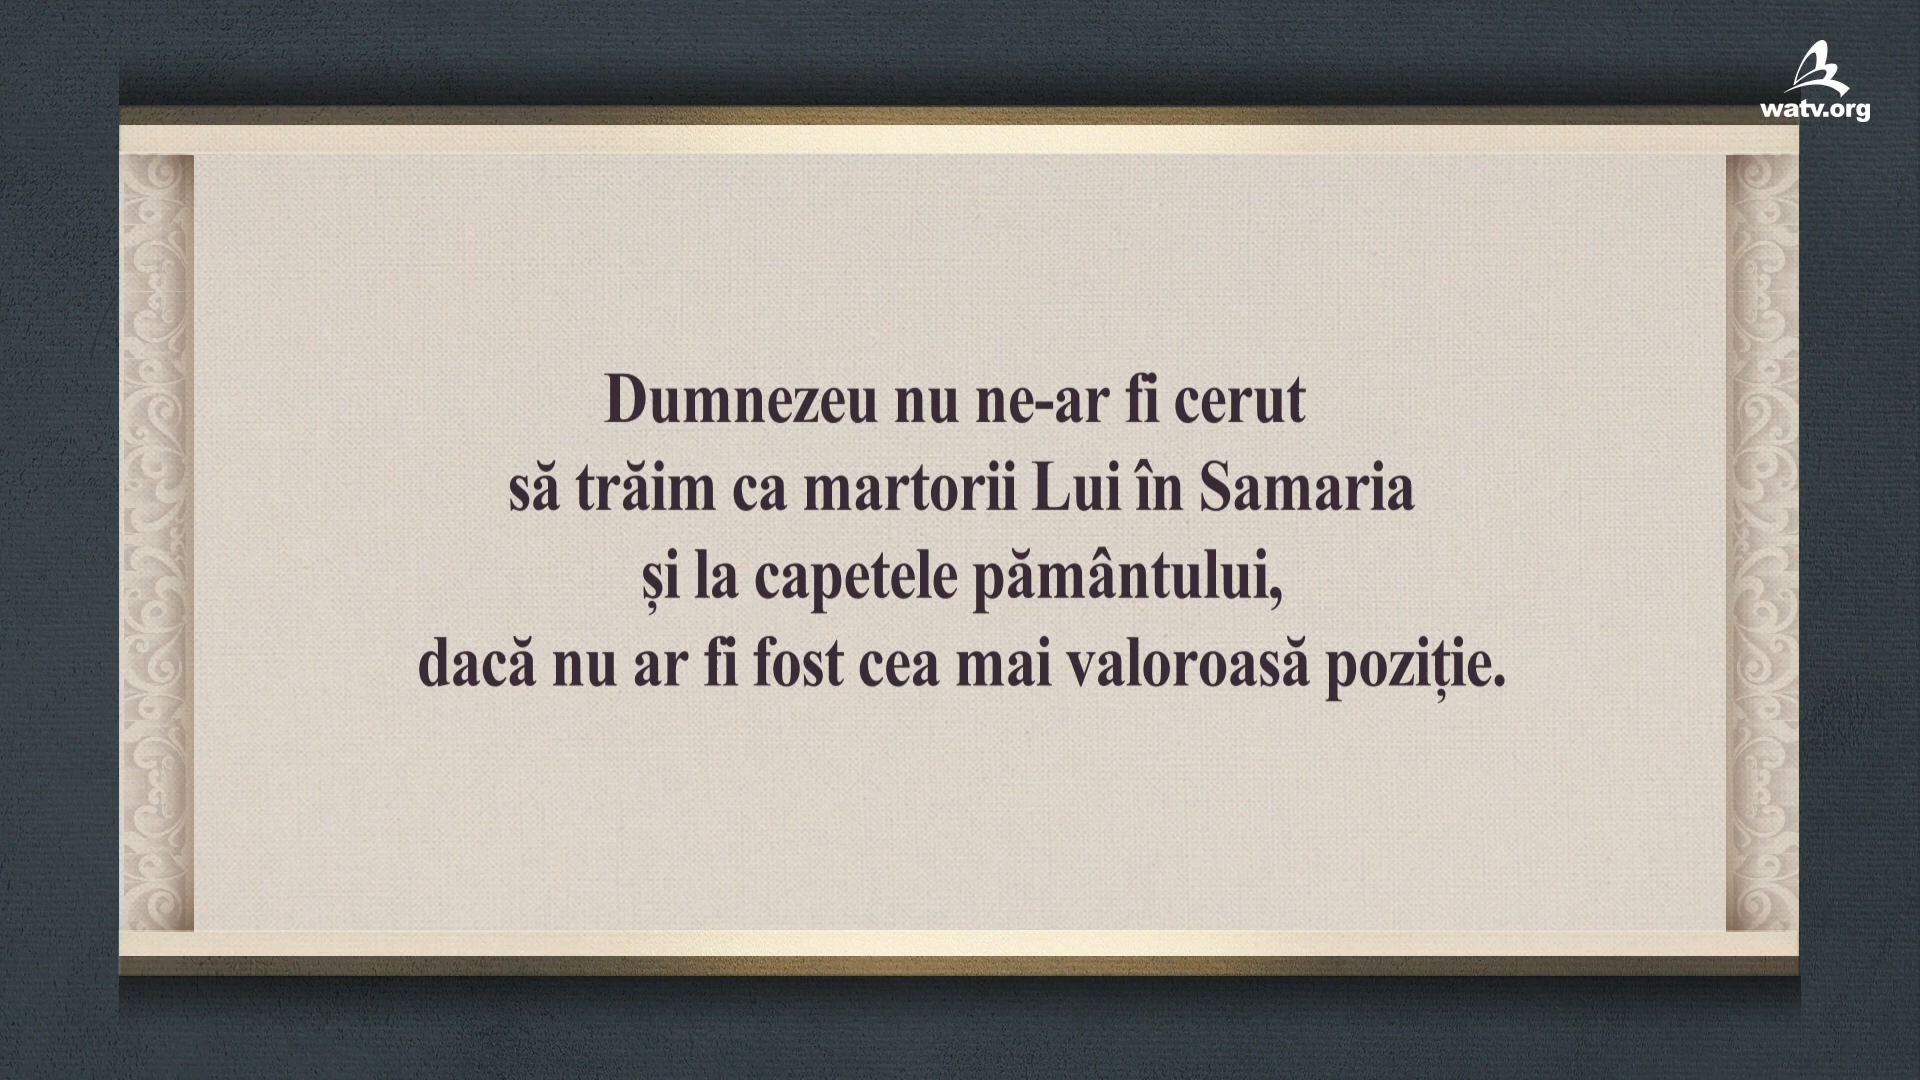 watv.org
Dumnezeu nu ne-ar fi cerut
să trăim ca martorii Lui în Samaria
și la capetele pământului,
dacă nu ar fi fost cea mai valoroasă poziție.